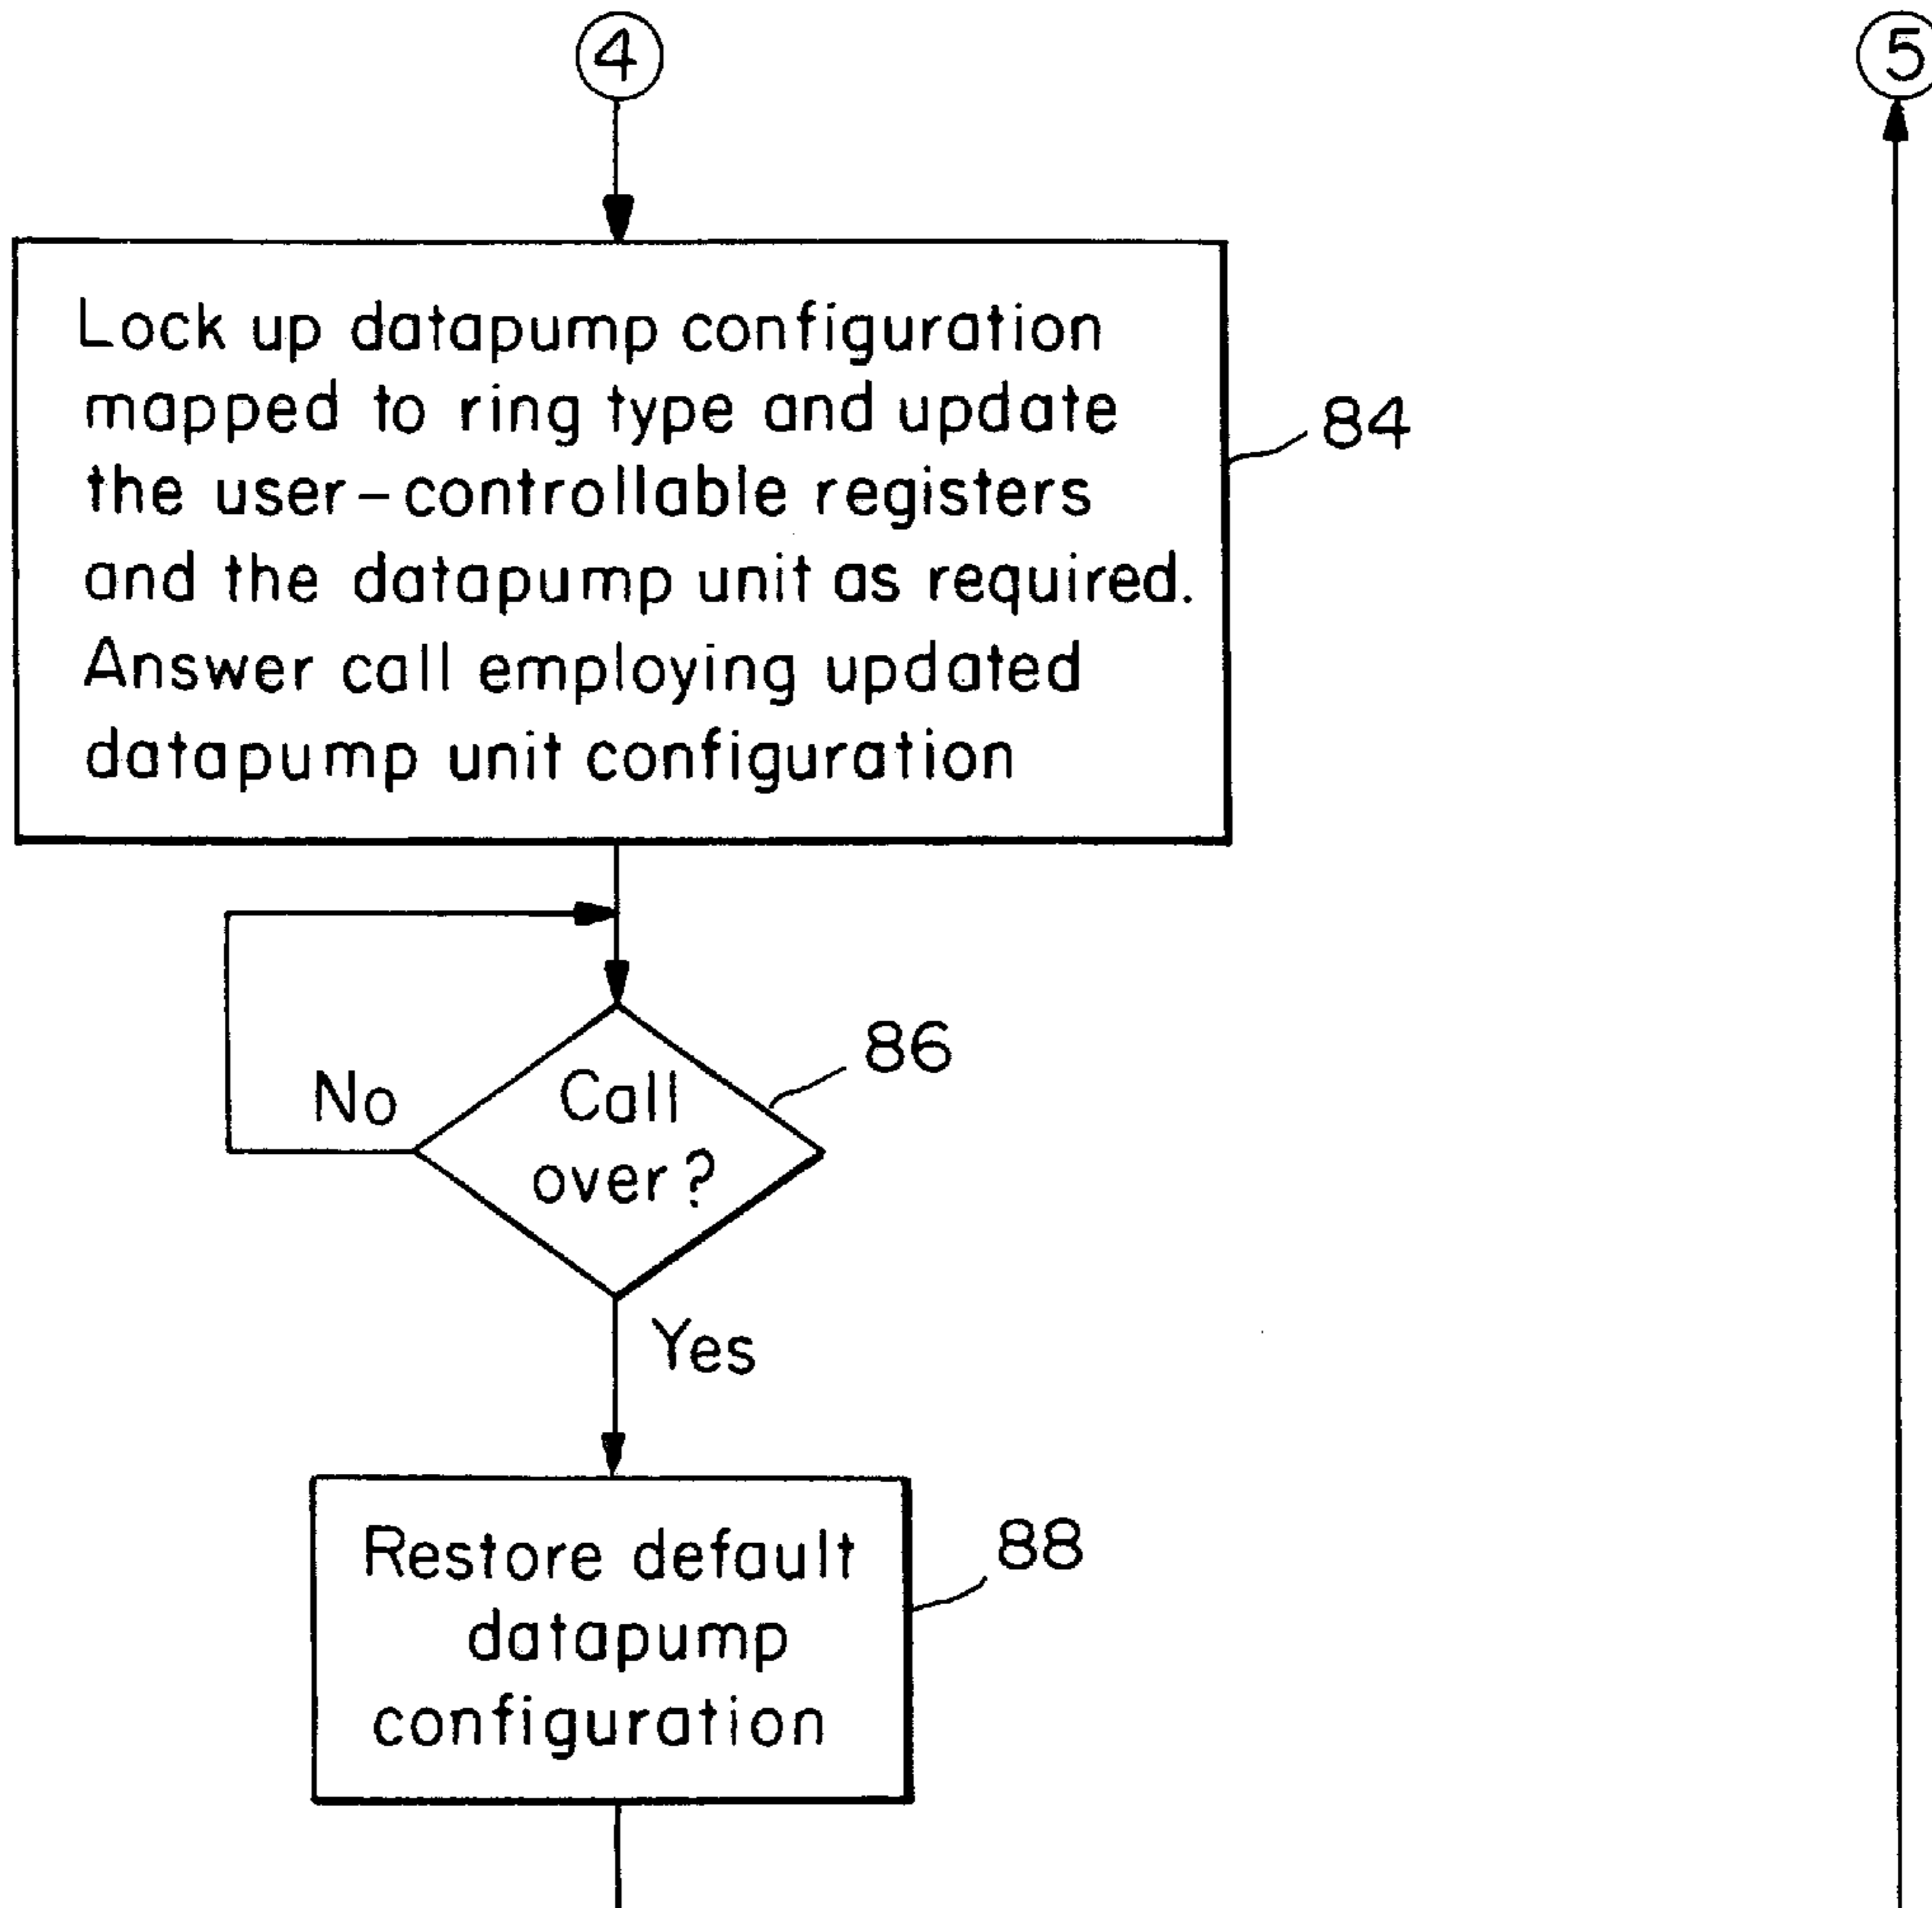 4
5
Lock up datapump configuration
mapped to ring type and update
the user-controllable registers
and the datapump unit as required.
Answer call employing updated
datapump unit configuration
84
86
No
Call
over?
Yes
Restore default
datapump
configuration
88